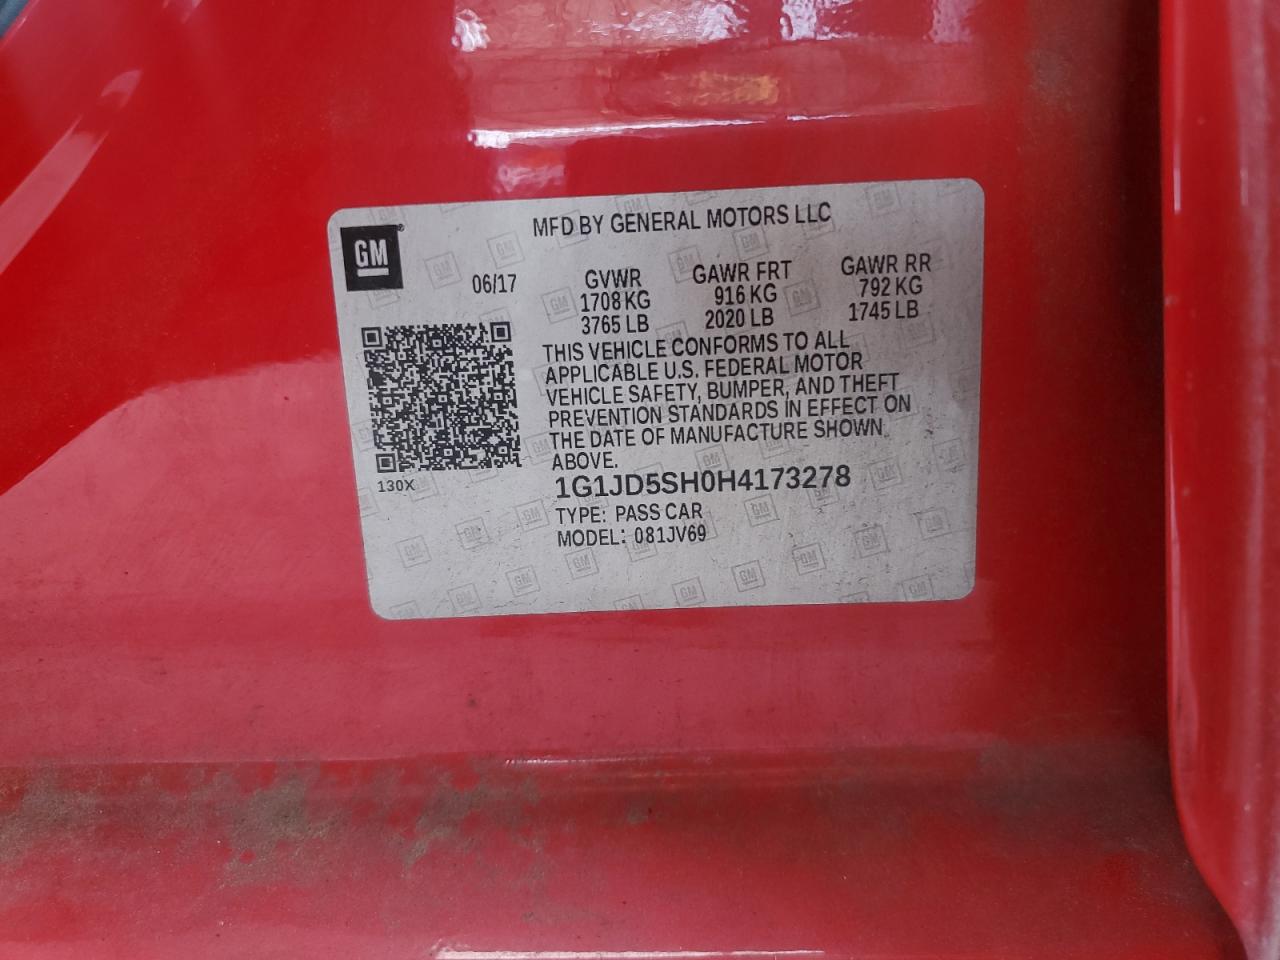 MFD BY GENERAL MOTORS LLC
GM®
06/17
GVWR
1708 KG
3765 LB
GAWR FRT
916 KG
2020 LB
GAWR RR
792 KG
1745 LB
THIS VEHICLE CONFORMS TO ALL
APPLICABLE U.S. FEDERAL MOTOR
VEHICLE SAFETY, BUMPER, AND THEFT
PREVENTION STANDARDS IN EFFECT ON
THE DATE OF MANUFACTURE SHOWN
ABOVE.
130X
1G1JD5SH0H4173278
TYPE: PASS CAR
MODEL: 081JV69